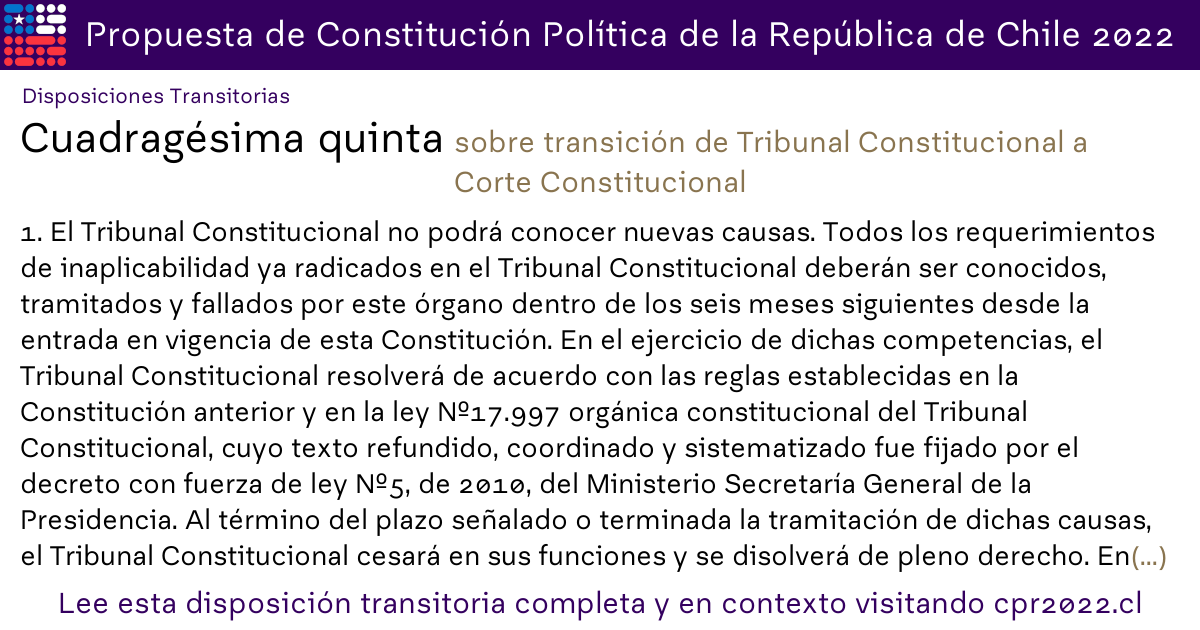 Propuesta de Constitución Política de la República de Chile 2022
Disposiciones Transitorias
Cuadragésima quinta sobre transición de Tribunal Constitucional a
Corte Constitucional
1. El Tribunal Constitucional no podrá conocer nuevas causas. Todos los requerimientos
de inaplicabilidad ya radicados en el Tribunal Constitucional deberán ser conocidos,
tramitados y fallados por este órgano dentro de los seis meses siguientes desde la
entrada en vigencia de esta Constitución. En el ejercicio de dichas competencias, el
Tribunal Constitucional resolverá de acuerdo con las reglas establecidas en la
Constitución anterior y en la ley Nº17.997 orgánica constitucional del Tribunal
Constitucional, cuyo texto refundido, coordinado y sistematizado fue fijado por el
decreto con fuerza de ley Nº5, de 2010, del Ministerio Secretaría General de la
Presidencia. Al término del plazo señalado o terminada la tramitación de dichas causas,
el Tribunal Constitucional cesará en sus funciones y se disolverá de pleno derecho. En(...)
Lee esta disposición transitoria completa y en contexto visitando cpr2022.cl